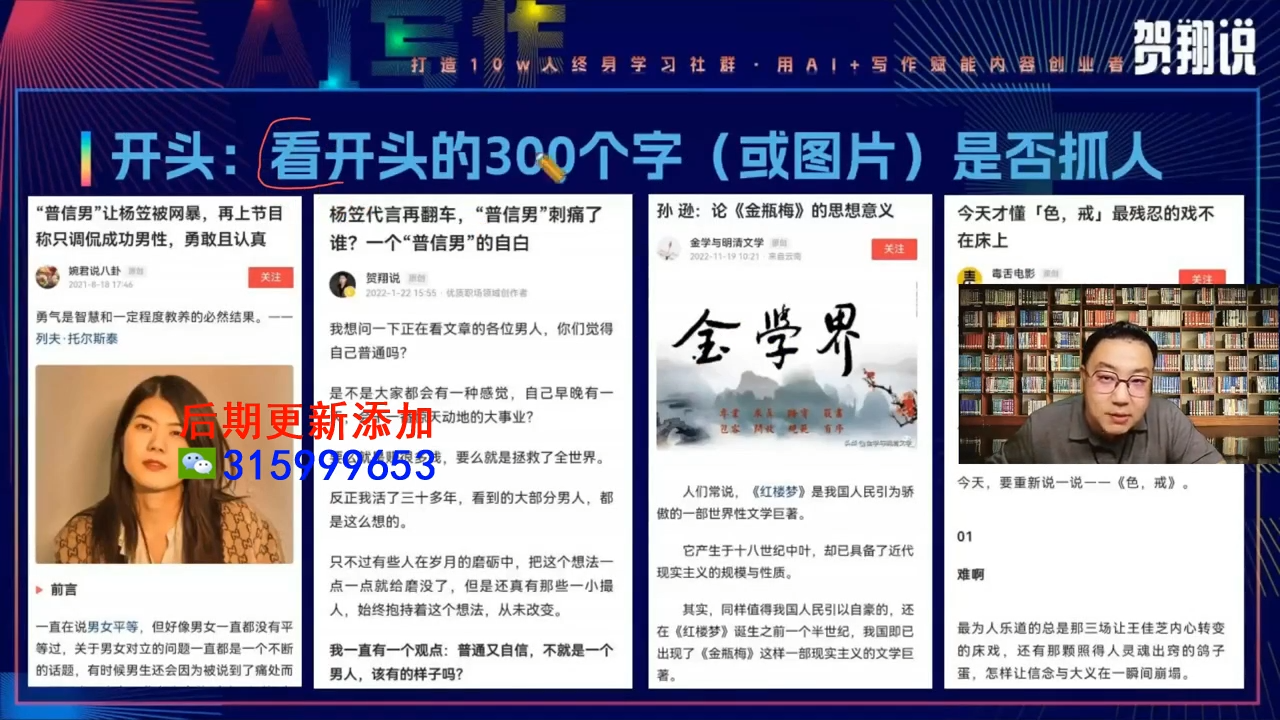 AI写作
打造10w人终身学习社群·用AI+写作赋能内容创业者
贺翔说
开头：看开头的300个字（或图片）是否抓人
“普信男”让杨笠被网暴，再上节目
称只调侃成功男性，勇敢且认真
婉君说八卦 原创
2021-8-18 17:46
关注
勇气是智慧和一定程度教养的必然结果。——
列夫·托尔斯泰
前言
一直在说男女平等，但好像男女一直都没有平
等过，关于男女对立的问题一直都是一个不断
的话题，有时候男生还会因为被说到了痛处而
杨笠代言再翻车，“普信男”刺痛了
谁？一个“普信男”的自白
贺翔说 原创
2022-1-22 15:55 · 优质职场领域创作者
我想问一下正在看文章的各位男人，你们觉得
自己普通吗？
是不是大家都会有一种感觉，自己早晚有一
天动地的大事业？
要么就是拯救了全世界。
反正我活了三十多年，看到的大部分男人，都
是这么想的。
只不过有些人在岁月的磨砺中，把这个想法一
点一点就给磨没了，但是还真有那些一小撮
人，始终抱持着这个想法，从未改变。
我一直有一个观点：普通又自信，不就是一个
男人，该有的样子吗？
后期更新添加
315999653
孙 逊：论《金瓶梅》的思想意义
金学与明清文学 原创
2022-11-19 10:21 · 来自云南
关注
金学界
人们常说，《红楼梦》是我国人民引为骄
傲的一部世界性文学巨著。
它产生于十八世纪中叶，却已具备了近代
现实主义的规模与性质。
其实，同样值得我国人民引以自豪的，还
在《红楼梦》诞生之前一个半世纪，我国即已
出现了《金瓶梅》这样一部现实主义的文学巨
著。
今天才懂「色，戒」最残忍的戏不
在床上
毒舌电影 原创
关注
今天，要重新说一说——《色，戒》。
01
难啊
最为人乐道的总是那三场让王佳芝内心转变
的床戏，还有那颗照得人灵魂出窍的鸽子
蛋，怎样让信念与大义在一瞬间崩塌。